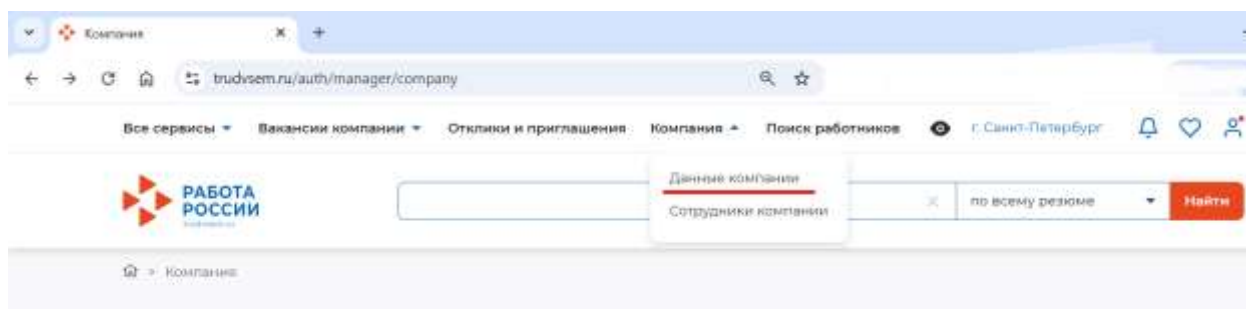 Компания
trudvsem.ru/auth/manager/company
Все сервисы Вакансии компании Отклики и приглашения Компания Поиск работников г. Санкт-Петербург
Данные компании
Сотрудники компании
РАБОТА
РОССИИ
по всему резюме Найти
Компания